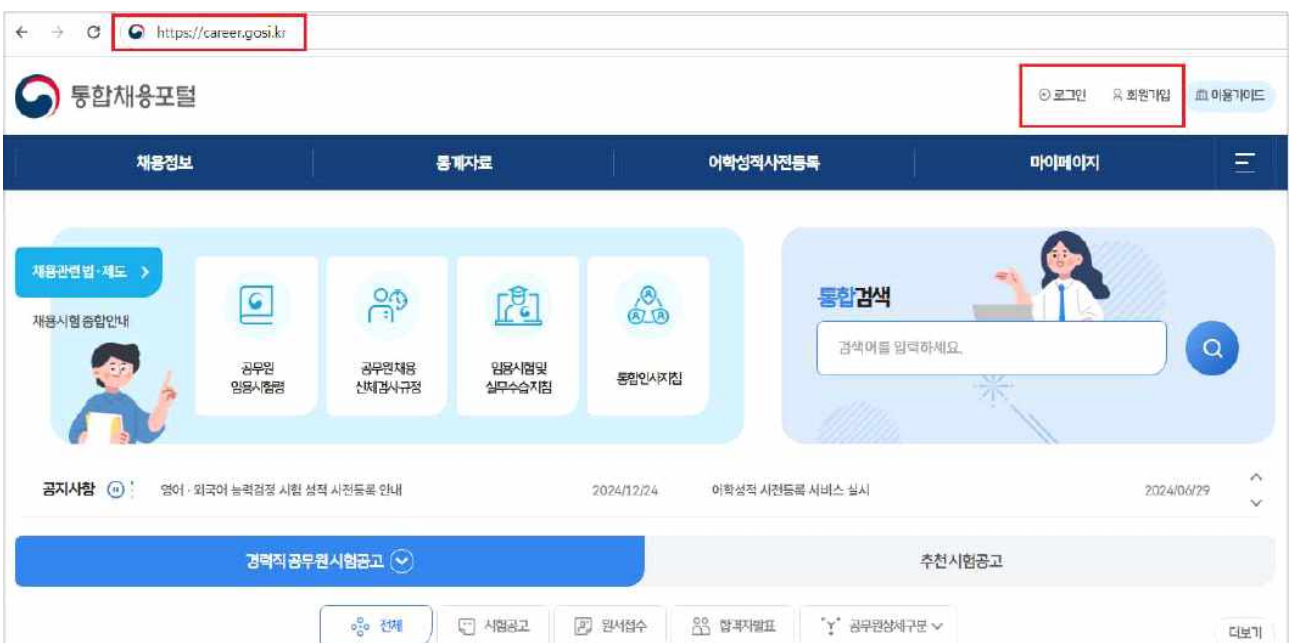 https://career.gosi.kr
통합채용포털
로그인 회원가입 이용가이드
채용정보 통계자료 어학성적사전등록 마이페이지
채용관련 법·제도
채용시험 종합안내
공무원
임용시험령
공무원채용
신체검사규정
임용시험및
실무수습지침
통합인사지침
통합검색
검색어를 입력하세요.
공지사항 영어·외국어 능력검정 시험 성적 사전등록 안내 2024/12/24 어학성적 사전등록 서비스 실시 2024/06/29
경력직 공무원시험공고 추천 시험공고
전체 시험공고 원서접수 합격자발표 공무원상세구분 더보기